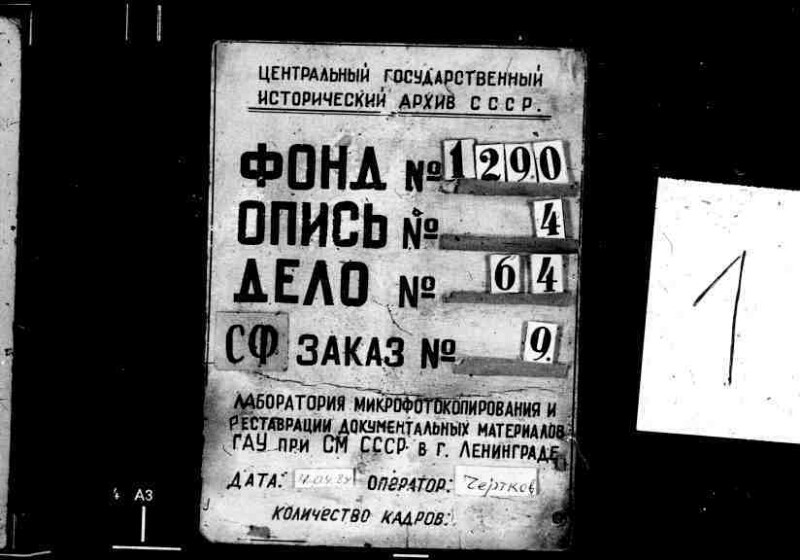 ЦЕНТРАЛЬНЫЙ ГОСУДАРСТВЕННЫЙ
ИСТОРИЧЕСКИЙ АРХИВ СССР.
ФОНД № 1290
ОПИСЬ № 4
ДЕЛО № 64
СФ ЗАКАЗ № 9.
1
ЛАБОРАТОРИЯ МИКРОФОТОКОПИРОВАНИЯ И
РЕСТАВРАЦИИ ДОКУМЕНТАЛЬНЫХ МАТЕРИАЛОВ
ГАУ ПРИ СМ СССР В Г. ЛЕНИНГРАДЕ
ДАТА: ОПЕРАТОР: Чертков
КОЛИЧЕСТВО КАДРОВ:
А3